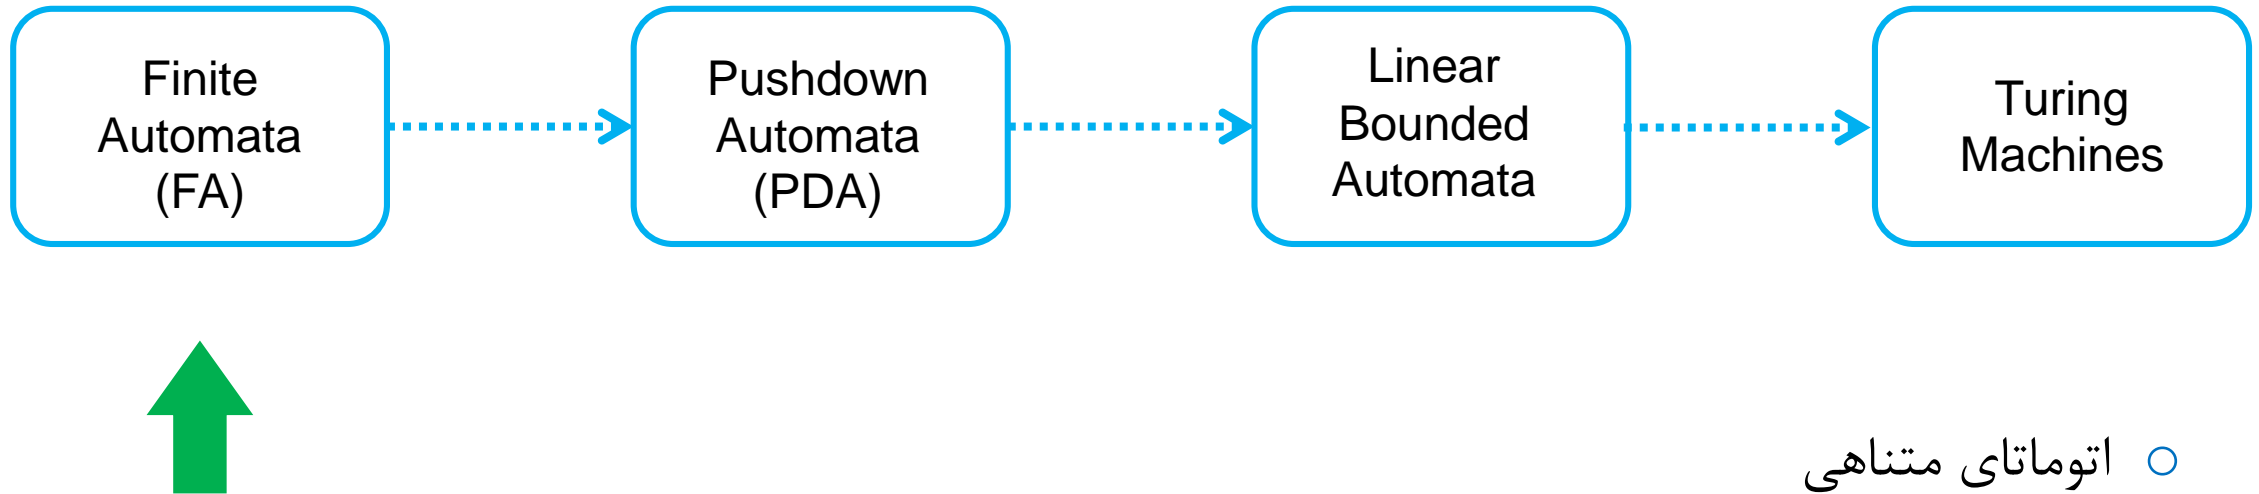 Finite
Automata
(FA)
Pushdown
Automata
(PDA)
Linear
Bounded
Automata
Turing
Machines
اتوماتای متناهی